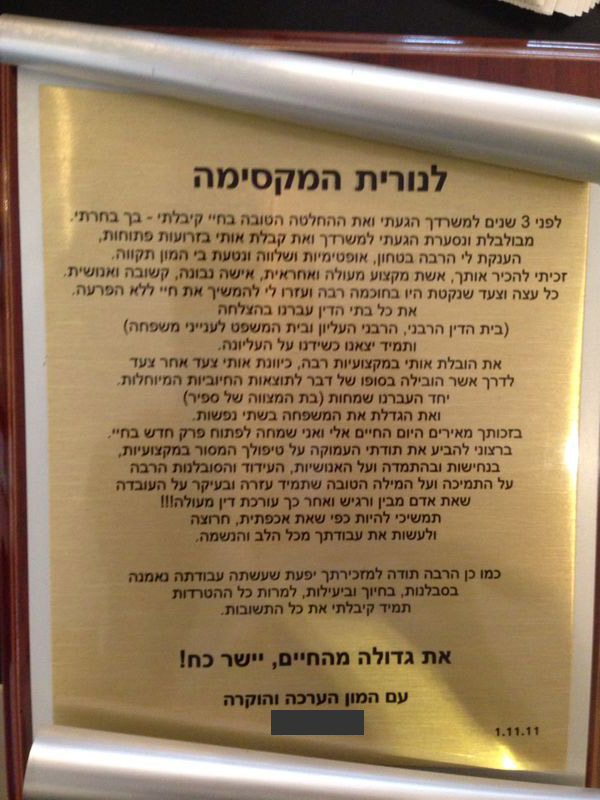 לנורית המקסימה
לפני 3 שנים למשרדך הגעתי ואת ההחלטה הטובה בחיי קיבלתי - בך בחרתי.
מבולבלת ונסערת הגעתי למשרדך ואת קבלת אותי בזרועות פתוחות,
הענקת לי הרבה בטחון, אופטימיות ושלווה ונטעת בי המון תקווה.
זכיתי להכיר אותך, אשת מקצוע מעולה ואחראית, אישה נבונה, קשובה ואנושית.
כל עצה וצעד שנקטת היו בחוכמה רבה ועזרו לי להמשיך את חיי ללא הפרעה.
את כל בתי הדין עברנו בהצלחה
(בית הדין הרבני, הרבני העליון ובית המשפט לענייני משפחה)
ותמיד יצאנו כשידנו על העליונה.
את הובלת אותי במקצועיות רבה, כיוונת אותי צעד אחר צעד
לדרך אשר הובילה בסופו של דבר לתוצאות החיוביות המיוחלות.
יחד העברנו שמחות (בת המצווה של ספיר)
ואת הגדלת את המשפחה בשתי נפשות.
בזכותך מאירים היום החיים אלי ואני שמחה לפתוח פרק חדש בחיי.
ברצוני להביע את תודתי העמוקה על טיפולך המסור במקצועיות,
בנחישות ובהתמדה ועל האנושיות, העידוד והסובלנות הרבה
על התמיכה ועל המילה הטובה שתמיד עזרה ובעיקר על העובדה
שאת אדם מבין ורגיש ואחר כך עורכת דין מעולה!!!
תמשיכי להיות כפי שאת אכפתית, חרוצה
ולעשות את עבודתך מכל הלב והנשמה.
כמו כן הרבה תודה למזכירתך יפעת שעשתה עבודתה נאמנה
בסבלנות, בחיוך וביעילות, למרות כל ההטרדות
תמיד קיבלתי את כל התשובות.
את גדולה מהחיים, יישר כח!
עם המון הערכה והוקרה
1.11.11